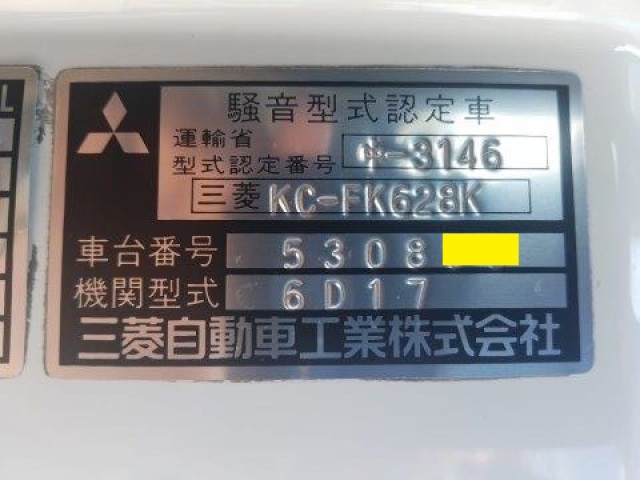 騒音型式認定車
運輸省
型式認定番号 -3146
三菱 KC-FK628K
車台番号 5308
機関型式 6D17
三菱自動車工業株式会社
L